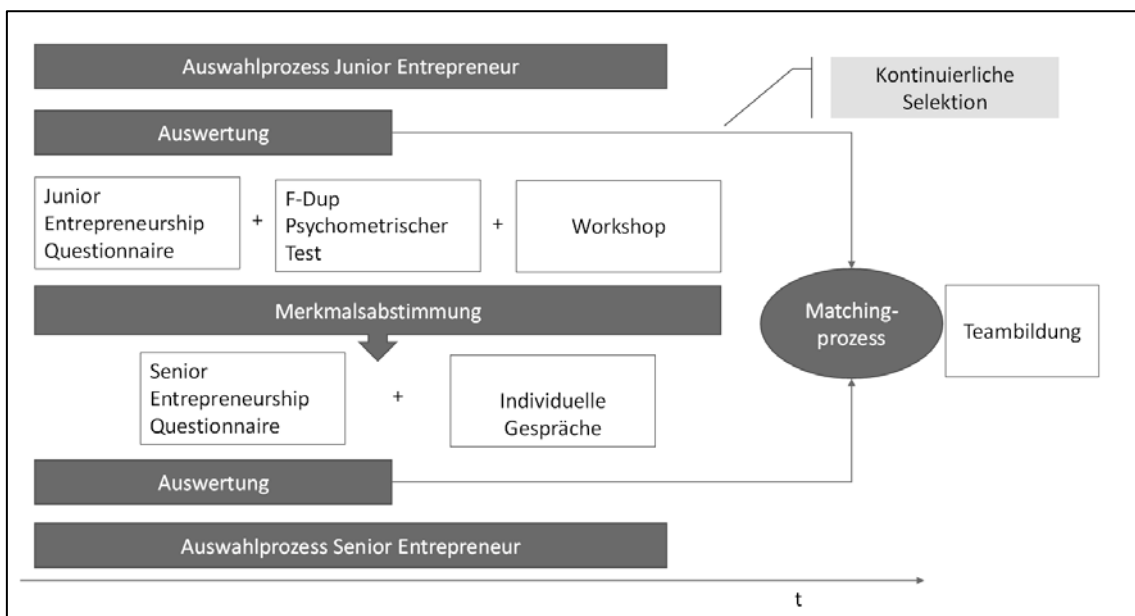 Auswahlprozess Junior Entrepreneur
Kontinuierliche
Selektion
Auswertung
Junior
Entrepreneurship
Questionnaire
+
F-Dup
Psychometrischer
Test
+
Workshop
Merkmalsabstimmung
Matching-
prozess
Teambildung
Senior
Entrepreneurship
Questionnaire
+
Individuelle
Gespräche
Auswertung
Auswahlprozess Senior Entrepreneur
t